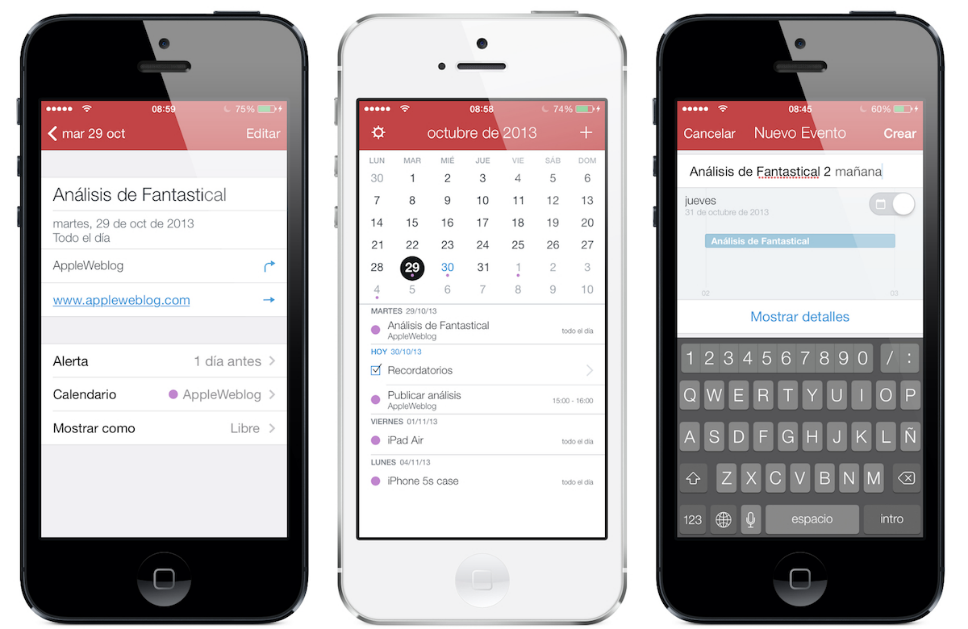 08:59
75%
mar 29 oct Editar
Análisis de Fantastical
martes, 29 de oct de 2013
Todo el día
AppleWeblog
www.appleweblog.com
Alerta 1 día antes
Calendario AppleWeblog
Mostrar como Libre
08:58
74%
octubre de 2013
LUN MAR MIÉ JUE VIE SÁB DOM
30 1 2 3 4 5 6
7 8 9 10 11 12 13
14 15 16 17 18 19 20
21 22 23 24 25 26 27
28 29 30 31 1 2 3
4 5 6 7 8 9 10
MARTES 29/10/13
Análisis de Fantastical todo el día
AppleWeblog
HOY 30/10/13
Recordatorios
Publicar análisis 15:00 - 16:00
AppleWeblog
VIERNES 01/11/13
iPad Air todo el día
LUNES 04/11/13
iPhone 5s case todo el día
08:45
60%
Cancelar Nuevo Evento Crear
Análisis de Fantastical 2 mañana
jueves
31 de octubre de 2013
Análisis de Fantastical
02 03
Mostrar detalles
1 2 3 4 5 6 7 8 9 0 / :
Q W E R T Y U I O P
A S D F G H J K L Ñ
Z X C V B N M
123 espacio intro